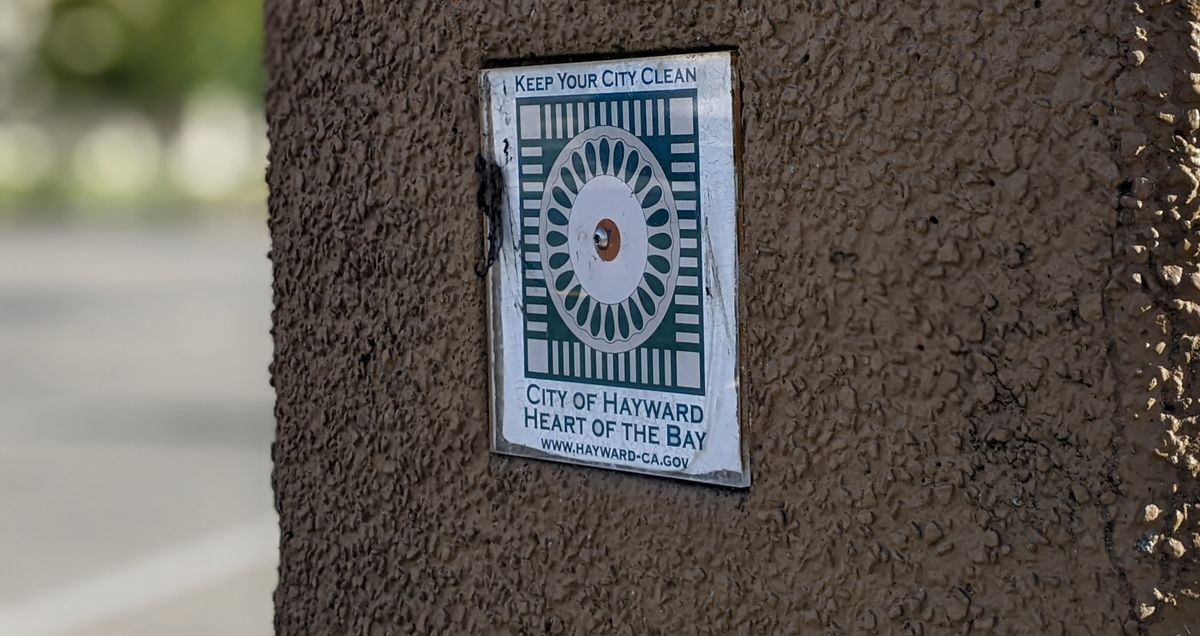 Keep Your City Clean
City of Hayward
Heart of the Bay
www.hayward-ca.gov